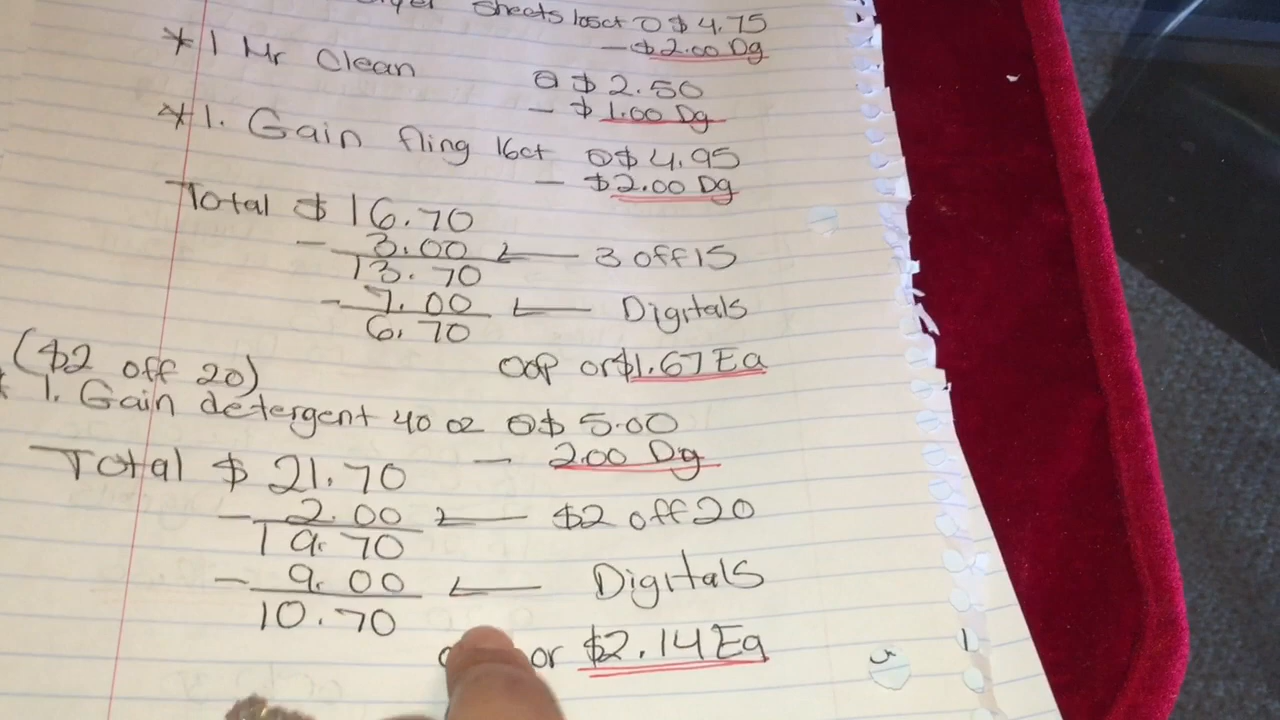 Sheets 105ct @ $4.75
- $2.00 Dg
* 1 Mr Clean @ $2.50
- $1.00 Dg
* 1. Gain fling 16ct @ $4.95
- $2.00 Dg
Total $16.70
- 3.00 ← 3 off 15
13.70
- 7.00 ← Digitals
6.70
OOP or $1.67 Ea
($2 off 20)
* 1. Gain detergent 40 oz @ $5.00
- 2.00 Dg
Total $21.70
- 2.00 ← $2 off 20
19.70
- 9.00 ← Digitals
10.70
or $2.14 Ea